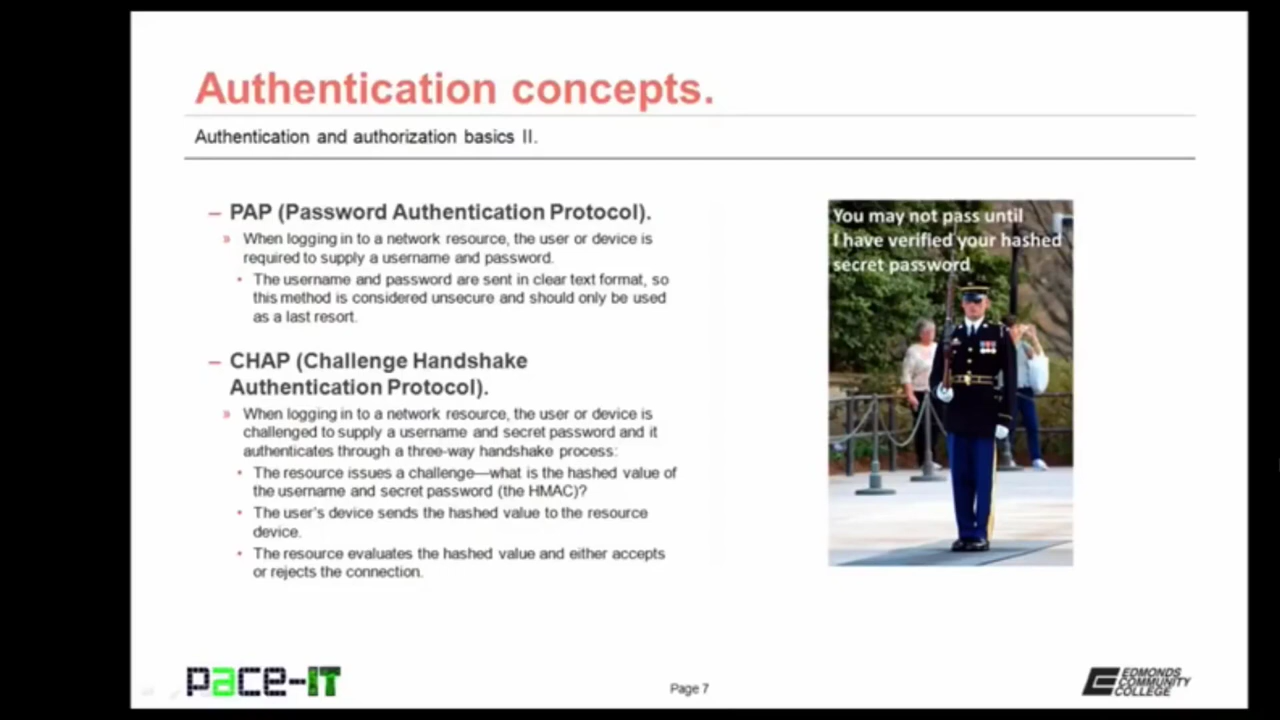 Authentication concepts.
Authentication and authorization basics II.
– PAP (Password Authentication Protocol).
» When logging in to a network resource, the user or device is
required to supply a username and password.
• The username and password are sent in clear text format, so
this method is considered unsecure and should only be used
as a last resort.
– CHAP (Challenge Handshake
Authentication Protocol).
» When logging in to a network resource, the user or device is
challenged to supply a username and secret password and it
authenticates through a three-way handshake process:
• The resource issues a challenge—what is the hashed value of
the username and secret password (the HMAC)?
• The user's device sends the hashed value to the resource
device.
• The resource evaluates the hashed value and either accepts
or rejects the connection.
You may not pass until
I have verified your hashed
secret password
pace-IT
Page 7
EDMONDS
COMMUNITY
COLLEGE